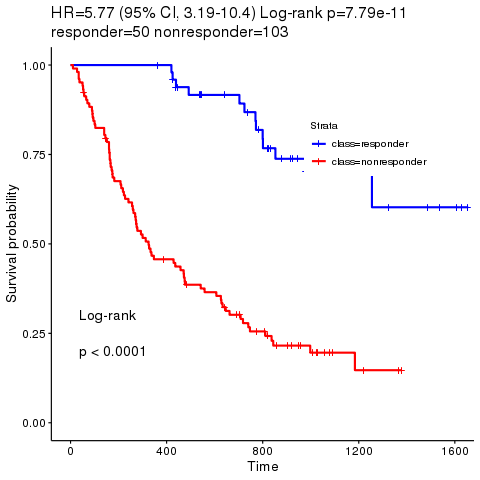 HR=5.77 (95% CI, 3.19-10.4) Log-rank p=7.79e-11
responder=50 nonresponder=103
1.00
0.75
0.50
0.25
0.00
Survival probability
Strata
class=responder
class=nonresponder
Log-rank
p < 0.0001
0
400
800
1200
1600
Time